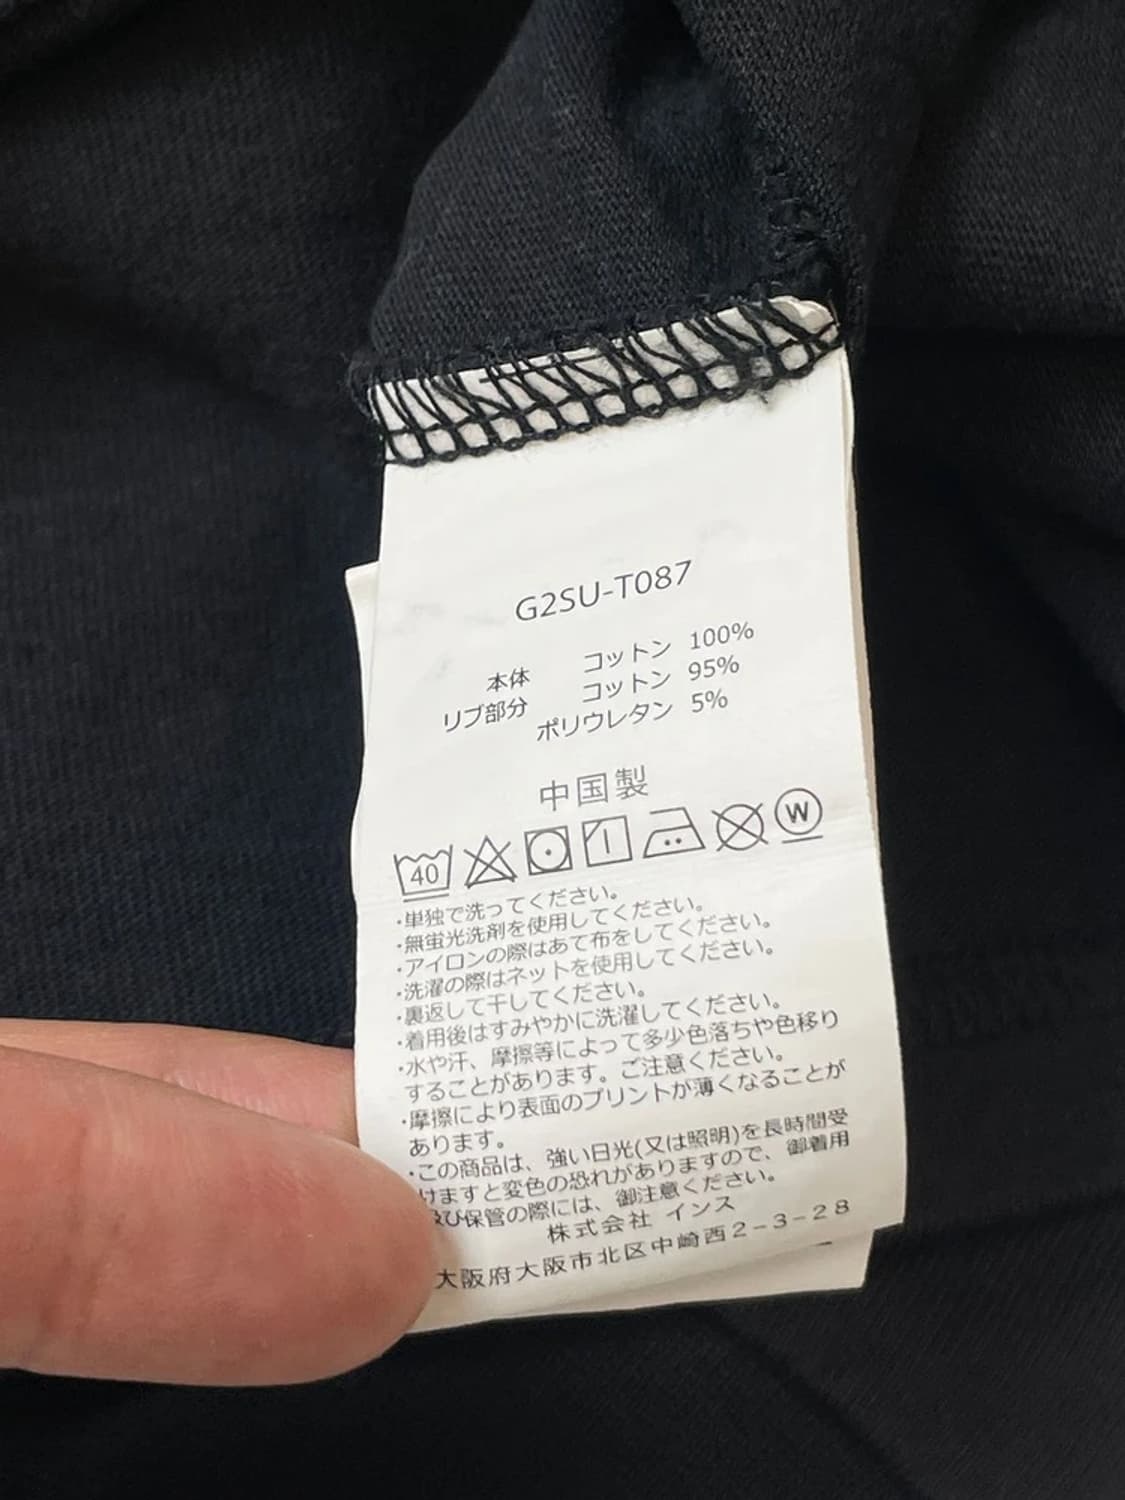 G2SU-T087
本体 コットン 100%
リブ部分 コットン 95%
ポリウレタン 5%
中国製
40 W
・単独で洗ってください。
・無蛍光洗剤を使用してください。
・アイロンの際はあて布をしてください。
・洗濯の際はネットを使用してください。
・裏返して干してください。
・着用後はすみやかに洗濯してください。
・水や汗、摩擦等によって多少色落ちや色移り
することがあります。ご注意ください。
・摩擦により表面のプリントが薄くなることが
あります。
・この商品は、強い日光(又は照明)を長時間受
けますと変色の恐れがありますので、御着用
及び保管の際には、御注意ください。
株式会社 インス
大阪府大阪市北区中崎西2-3-28